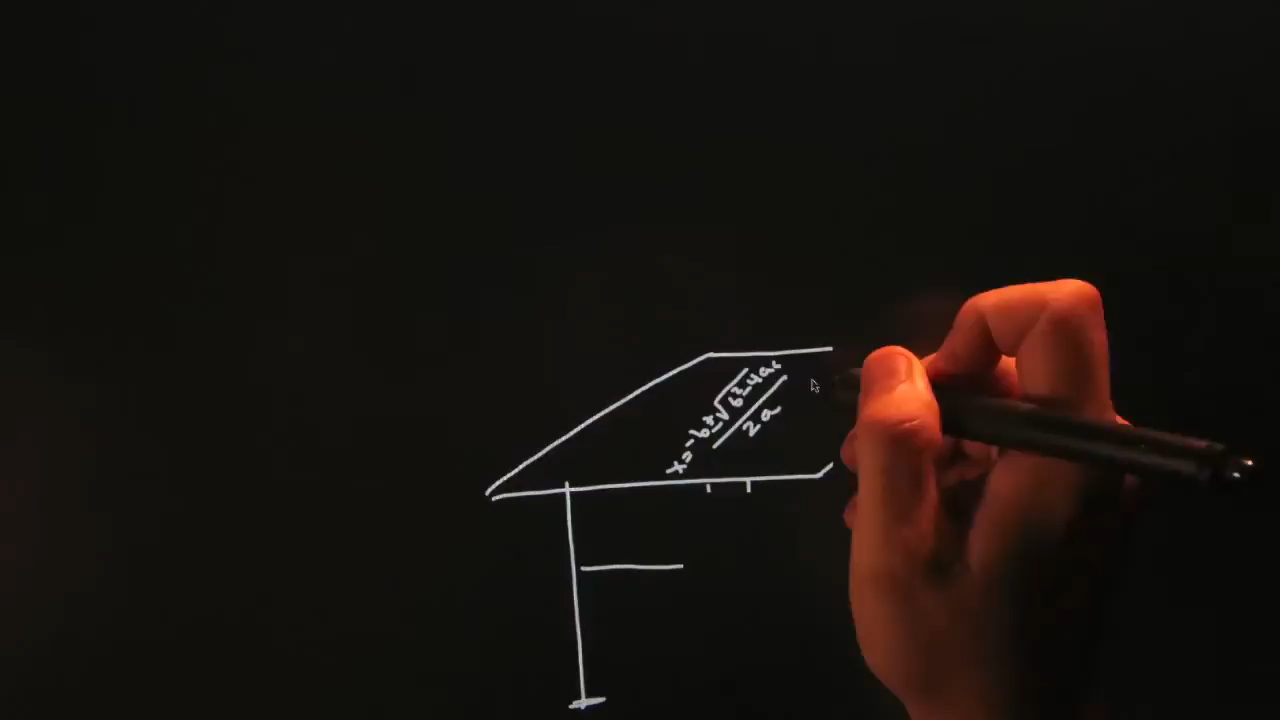 x = -b ± √b²-4ac
2a